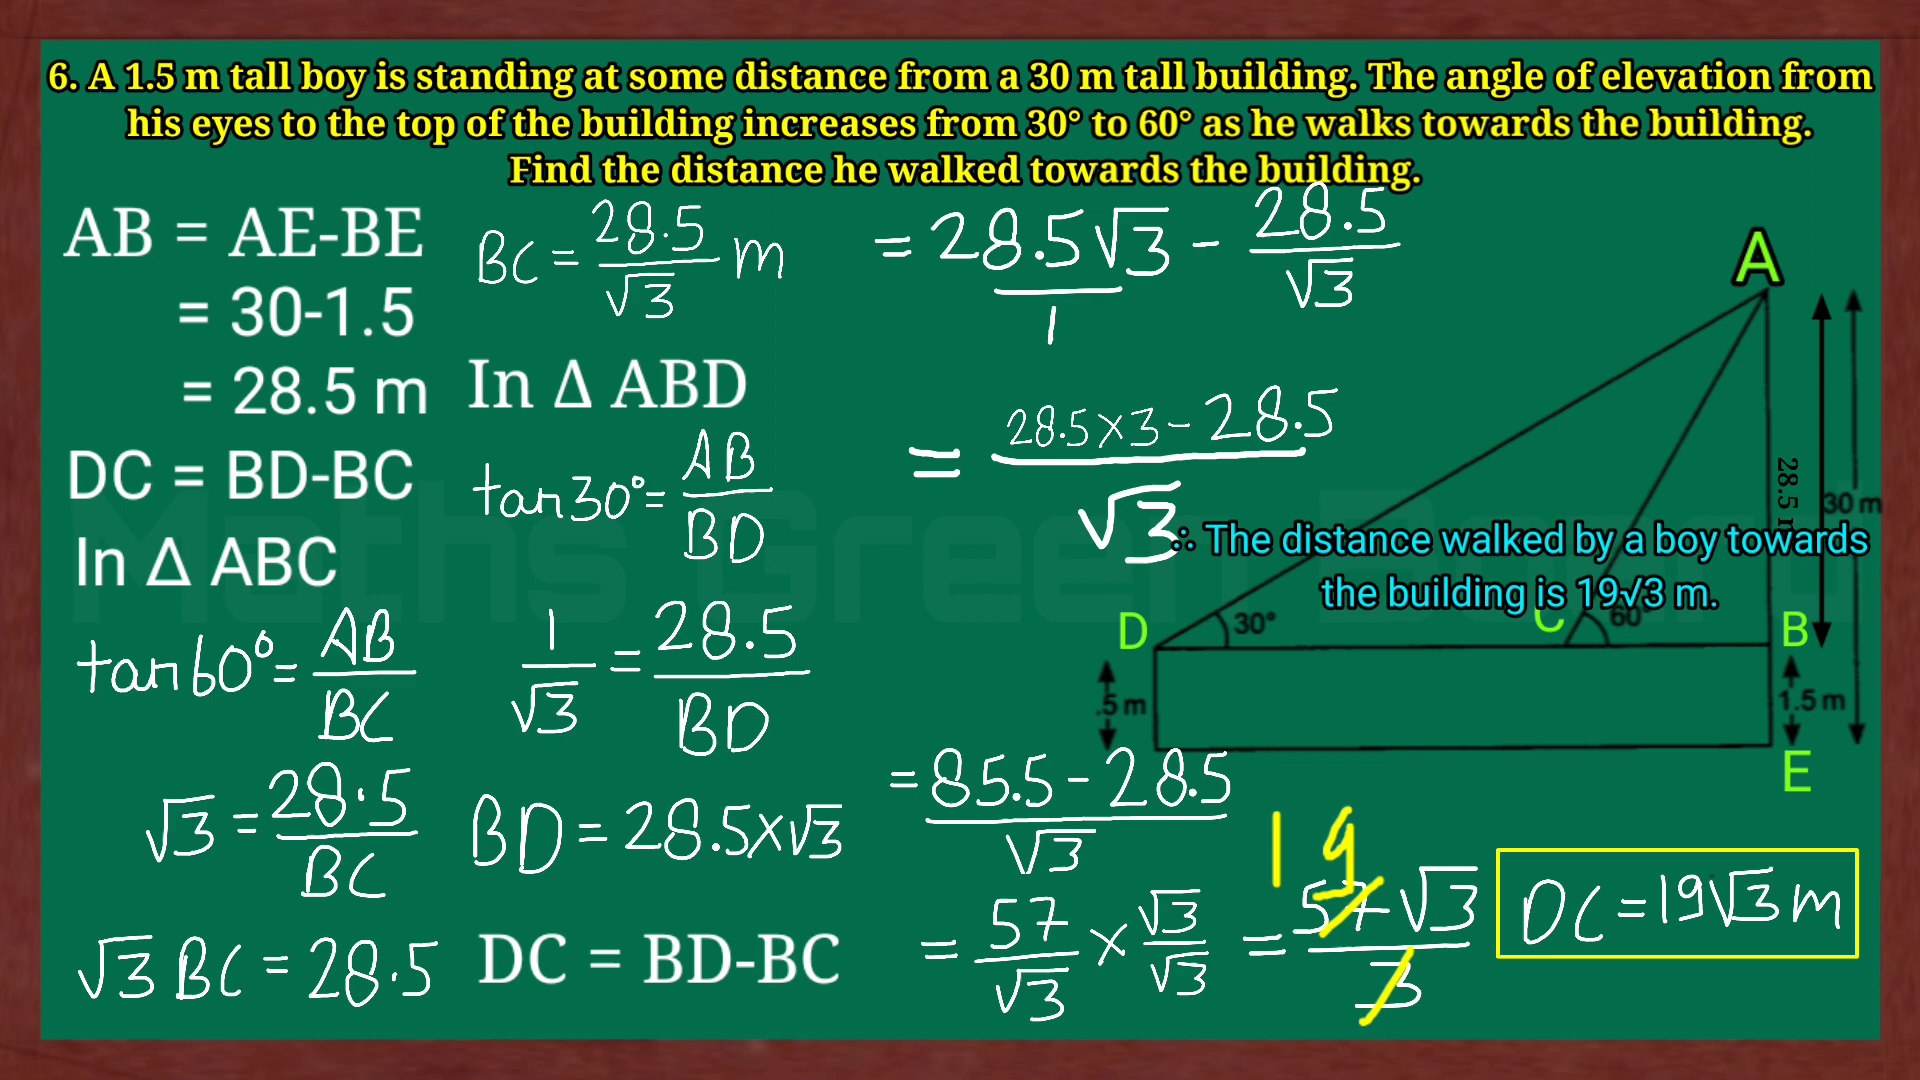 6. A 1.5 m tall boy is standing at some distance from a 30 m tall building. The angle of elevation from
his eyes to the top of the building increases from 30° to 60° as he walks towards the building.
Find the distance he walked towards the building.
AB = AE-BE
= 30-1.5
= 28.5 m
DC = BD-BC
In Δ ABC
tan60° = AB/BC
√3 = 28.5/BC
√3 BC = 28.5
BC = 28.5/√3 m
In Δ ABD
tan30° = AB/BD
1/√3 = 28.5/BD
BD = 28.5×√3
DC = BD-BC
= 28.5√3/1 - 28.5/√3
= 28.5×3-28.5/√3
= 85.5-28.5/√3
= 57/√3 × √3/√3 = 57√3/3
19
DC = 19√3 m
∴ The distance walked by a boy towards
the building is 19√3 m.
A
28.5
30 m
D
30°
C
60°
B
.5 m
1.5 m
E
Maths Green Board